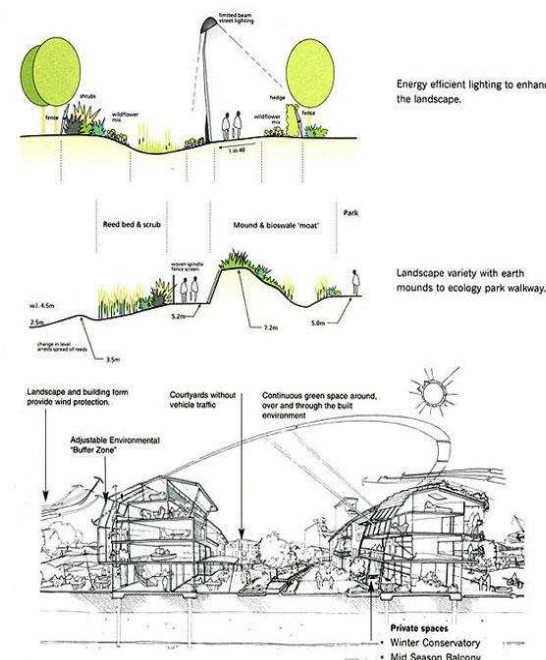 limited beam
street lighting
Energy efficient lighting to enhance
the landscape.
shrubs
hedge
fence
wildflower
mix
wildflower
mix
fence
1 in 40
Reed bed & scrub
Mound & bioswale 'moat'
Park
woven spindle
fence screen
Landscape variety with earth
mounds to ecology park walkway.
w.l. 4.5m
2.5m
5.2m
7.2m
5.0m
change in level
arrests spread of reeds
3.5m
Landscape and building form
provide wind protection.
Courtyards without
vehicle traffic
Continuous green space around,
over and through the built
environment
Adjustable Environmental
"Buffer Zone"
Private spaces
• Winter Conservatory
• Mid Season Balcony